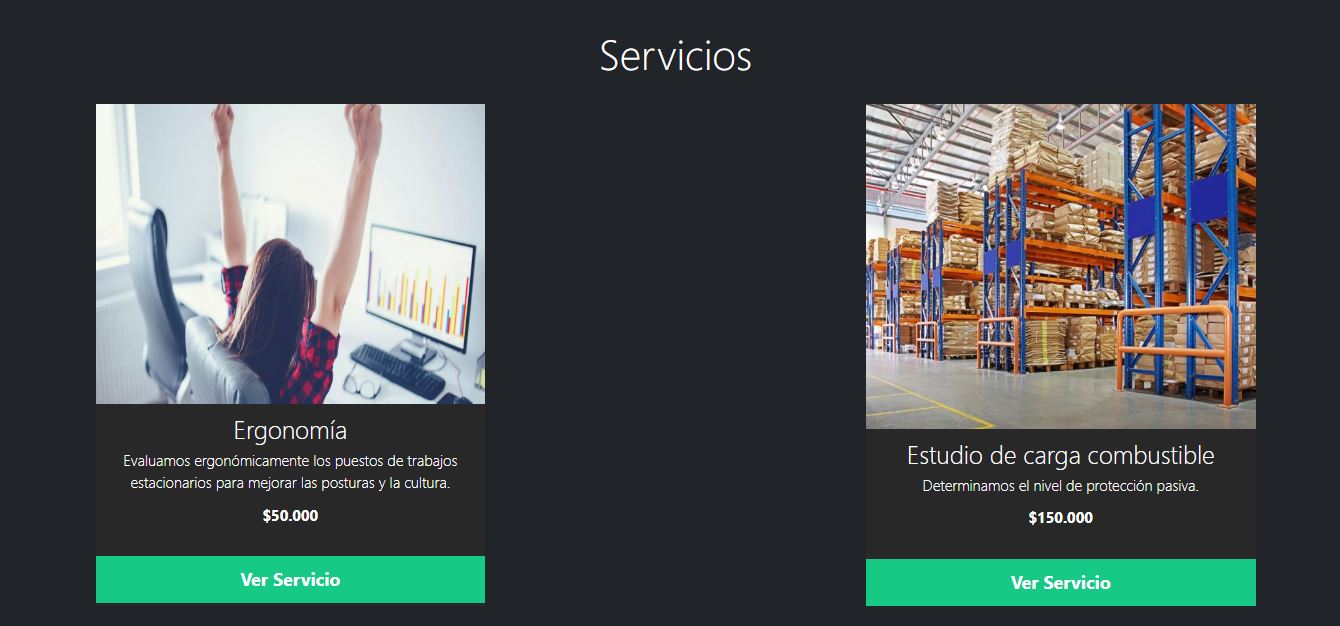 Servicios
Ergonomía
Evaluamos ergonómicamente los puestos de trabajos
estacionarios para mejorar las posturas y la cultura.
$50.000
Ver Servicio
Estudio de carga combustible
Determinamos el nivel de protección pasiva.
$150.000
Ver Servicio